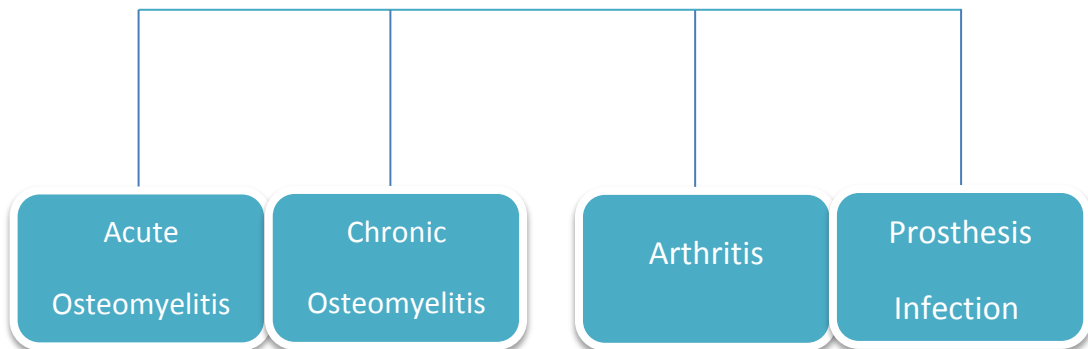 Acute
Osteomyelitis
Chronic
Osteomyelitis
Arthritis
Prosthesis
Infection